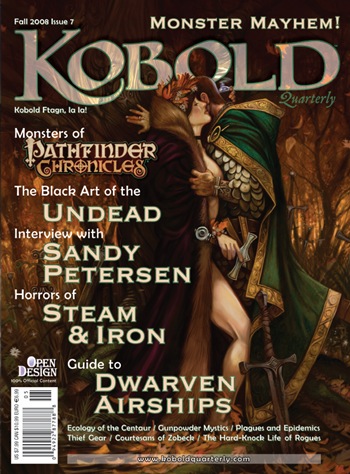 Fall 2008 Issue 7
MONSTER MAYHEM!
KOBOLD
Quarterly
Kobold Ftagn, Ia Ia!
Monsters of
PATHFINDER
CHRONICLES
The Black Art of the
UNDEAD
Interview with
SANDY
PETERSEN
Horrors of
STEAM
& IRON
Guide to
DWARVEN
AIRSHIPS
OPEN
DESIGN
100% Official Content
Ecology of the Centaur / Gunpowder Mystics / Plagues and Epidemics
Thief Gear / Courtesans of Zobeck / The Hard-Knock Life of Rogues
www.koboldquarterly.com